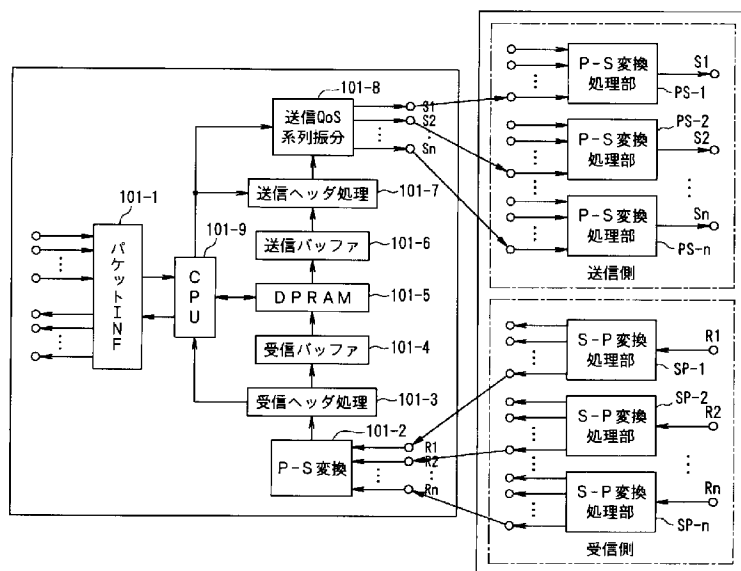 101-8
送信QoS
系列振分
S1
S2
Sn
101-7
送信ヘッダ処理
101-1
パケットINF
101-9
CPU
101-6
送信バッファ
DPRAM
101-5
受信バッファ
101-4
受信ヘッダ処理
101-3
101-2
P-S変換
R1
R2
Rn
P-S変換
処理部
S1
PS-1
P-S変換
処理部
PS-2
S2
P-S変換
処理部
Sn
PS-n
送信側
S-P変換
処理部
R1
SP-1
S-P変換
処理部
SP-2
R2
S-P変換
処理部
Rn
SP-n
受信側